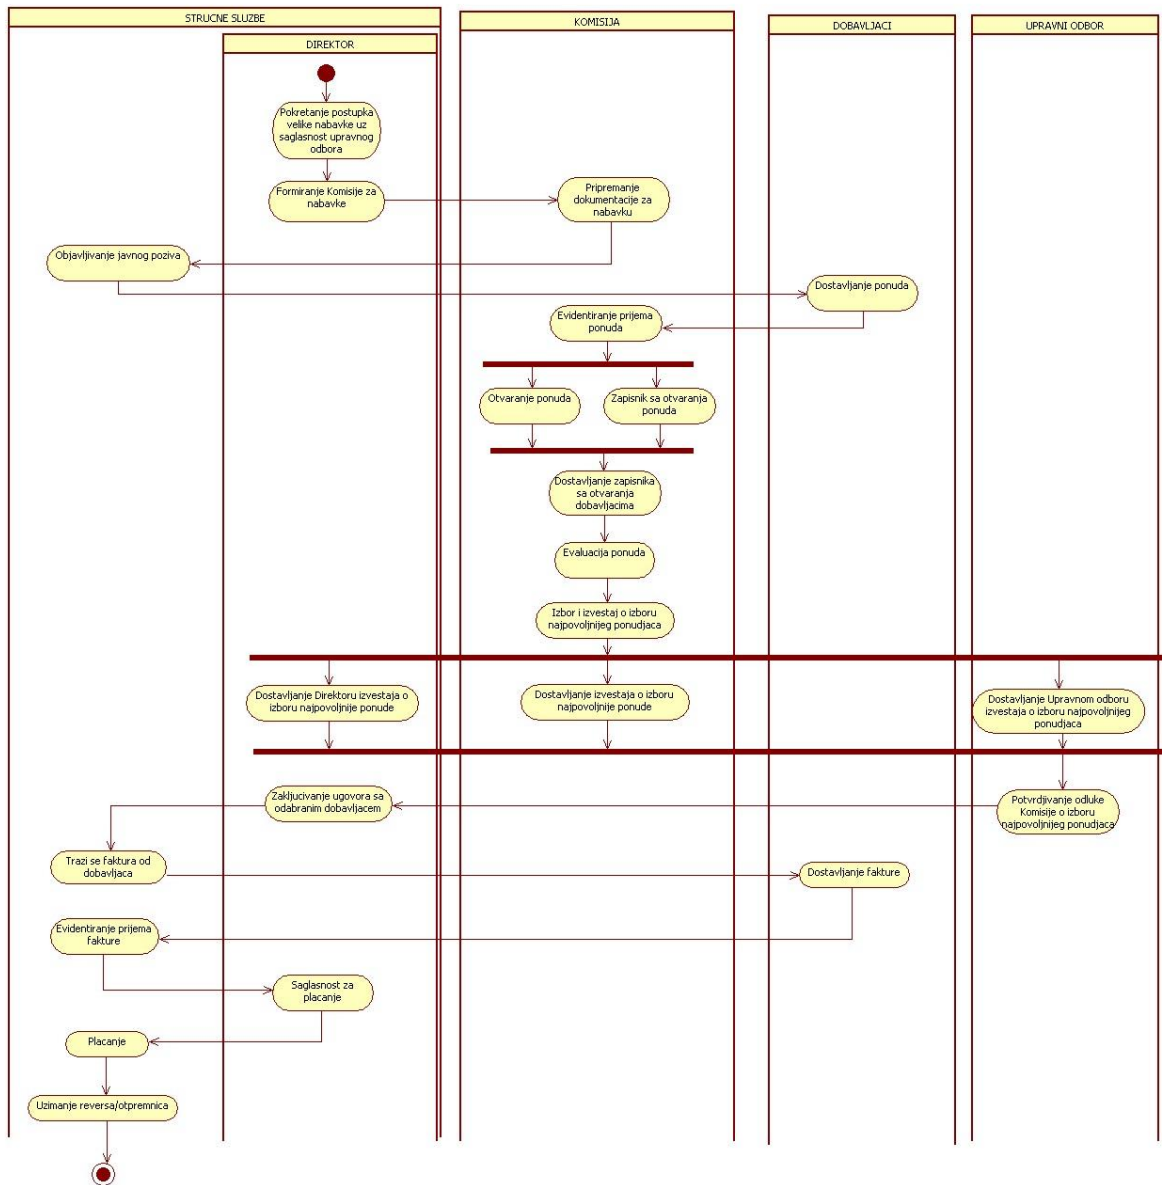 STRUCNE SLUZBE
KOMISIJA
DOBAVLJACI
UPRAVNI ODBOR
DIREKTOR
Pokretanje postupka
velike nabavke uz
saglasnost upravnog
odbora
Formiranje Komisije za
nabavke
Pripremanje
dokumentacije za
nabavku
Objavljivanje javnog poziva
Dostavljanje ponuda
Evidentiranje prijema
ponuda
Otvaranje ponuda
Zapisnik sa otvaranja
ponuda
Dostavljanje zapisnika
sa otvaranja
dobavljacima
Evaluacija ponuda
Izbor i izvestaj o izboru
najpovoljnijeg ponudjaca
Dostavljanje Direktoru izvestaja o
izboru najpovoljnije ponude
Dostavljanje izvestaja o izboru
najpovoljnije ponude
Dostavljanje Upravnom odboru
izvestaja o izboru najpovoljnijeg
ponudjaca
Zakljucivanje ugovora sa
odabranim dobavljacem
Potvrdjivanje odluke
Komisije o izboru
najpovoljnijeg ponudjaca
Trazi se faktura od
dobavljaca
Dostavljanje fakture
Evidentiranje prijema
fakture
Saglasnost za
placanje
Placanje
Uzimanje reversa/otpremnica